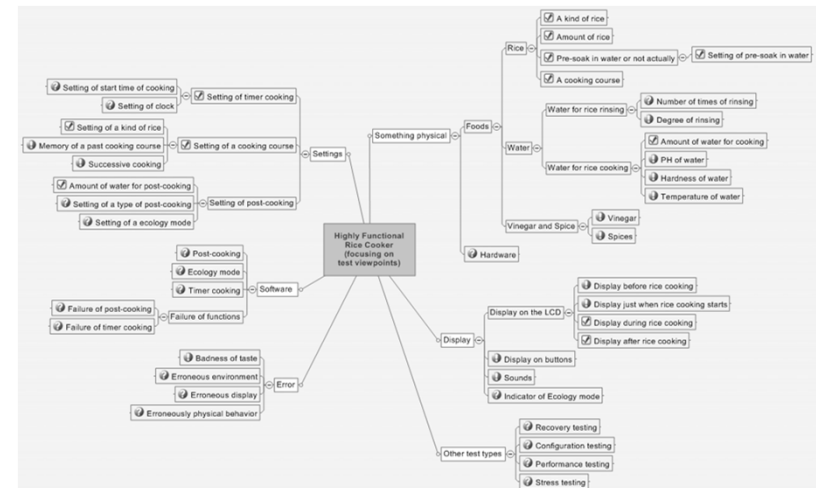 Highly Functional
Rice Cooker
(focusing on
test viewpoints)
Settings
Setting of timer cooking
Setting of start time of cooking
Setting of clock
Setting of a cooking course
Setting of a kind of rice
Memory of a past cooking course
Successive cooking
Setting of post-cooking
Amount of water for post-cooking
Setting of a type of post-cooking
Setting of a ecology mode
Software
Post-cooking
Ecology mode
Timer cooking
Failure of functions
Failure of post-cooking
Failure of timer cooking
Error
Badness of taste
Erroneous environment
Erroneous display
Erroneously physical behavior
Something physical
Foods
Rice
A kind of rice
Amount of rice
Pre-soak in water or not actually
Setting of pre-soak in water
A cooking course
Water
Water for rice rinsing
Number of times of rinsing
Degree of rinsing
Water for rice cooking
Amount of water for cooking
PH of water
Hardness of water
Temperature of water
Vinegar and Spice
Vinegar
Spices
Hardware
Display
Display on the LCD
Display before rice cooking
Display just when rice cooking starts
Display during rice cooking
Display after rice cooking
Display on buttons
Sounds
Indicator of Ecology mode
Other test types
Recovery testing
Configuration testing
Performance testing
Stress testing